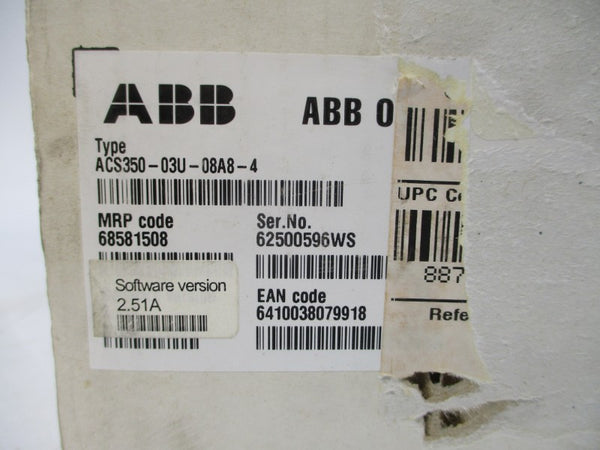 ABB
ABB O
Type
ACS350-03U-08A8-4
UPC
MRP code
68581508
Ser.No.
62500596WS
Software version
2.51A
887
EAN code
6410038079918
Refe